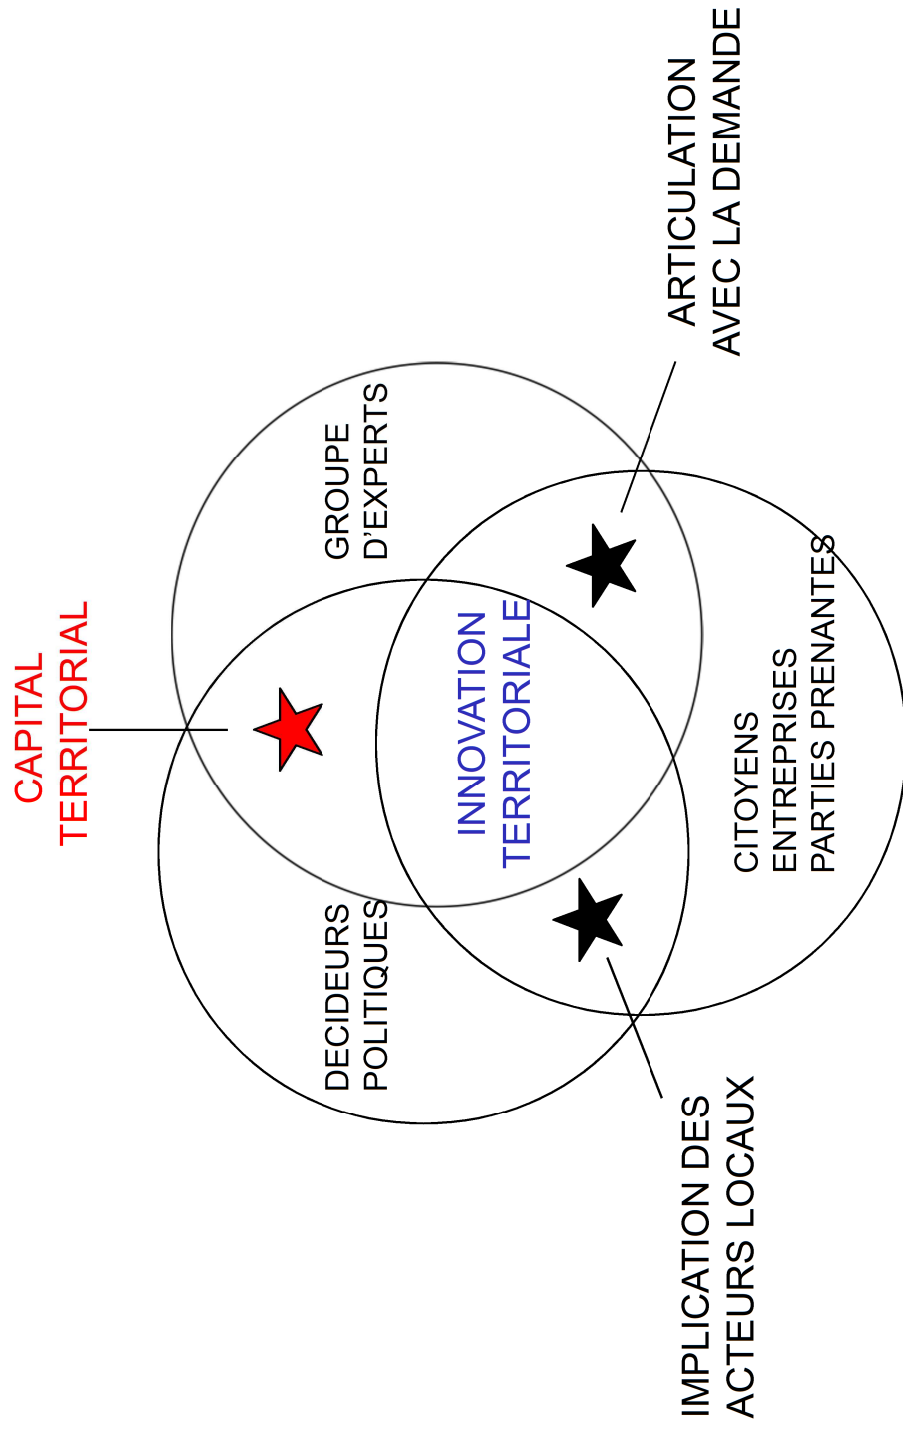 CAPITAL
TERRITORIAL
DECIDEURS
POLITIQUES
GROUPE
D'EXPERTS
INNOVATION
TERRITORIALE
IMPLICATION DES
ACTEURS LOCAUX
ARTICULATION
AVEC LA DEMANDE
CITOYENS
ENTREPRISES
PARTIES PRENANTES